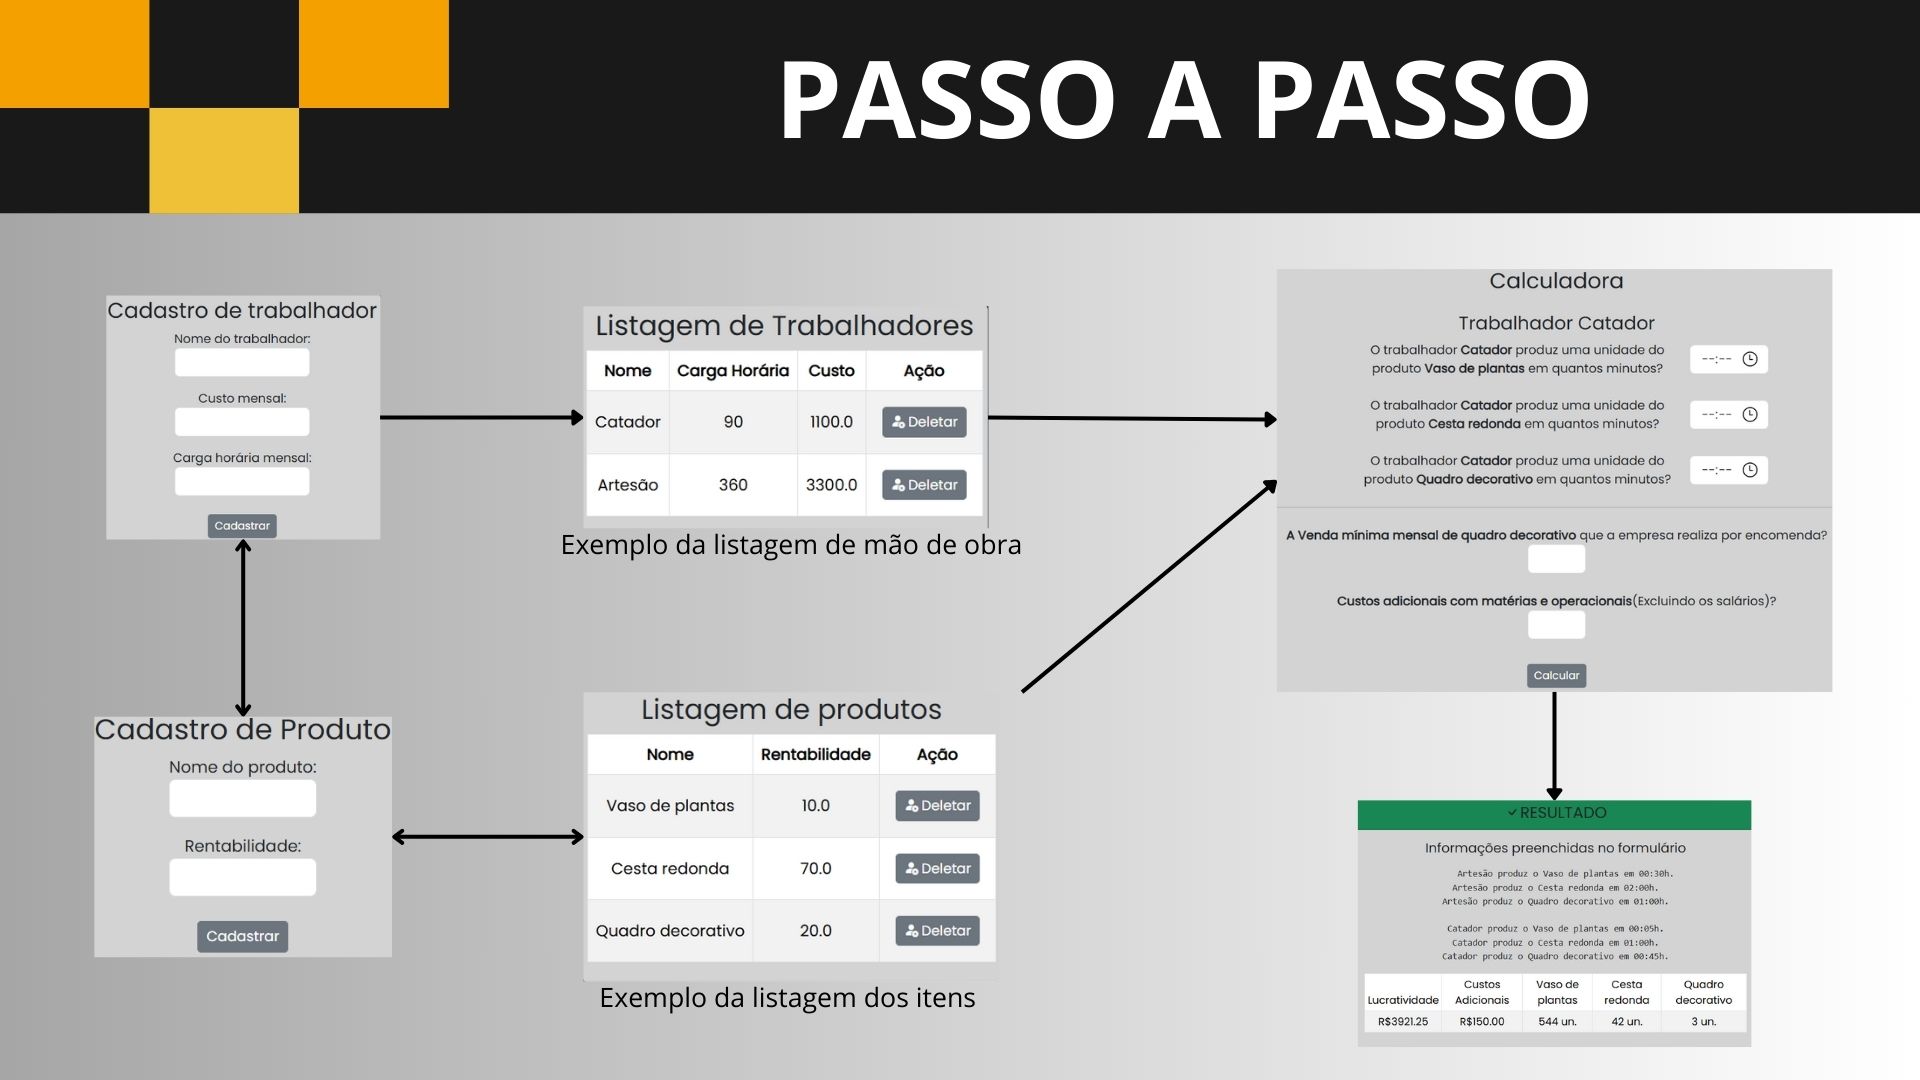 PASSO A PASSO
Cadastro de trabalhador
Nome do trabalhador:
Custo mensal:
Carga horária mensal:
Cadastrar
Listagem de Trabalhadores
Nome Carga Horária Custo Ação
Catador 90 1100.0 Deletar
Artesão 360 3300.0 Deletar
Exemplo da listagem de mão de obra
Calculadora
Trabalhador Catador
O trabalhador Catador produz uma unidade do
produto Vaso de plantas em quantos minutos?
--:--
O trabalhador Catador produz uma unidade do
produto Cesta redonda em quantos minutos?
--:--
O trabalhador Catador produz uma unidade do
produto Quadro decorativo em quantos minutos?
--:--
A Venda mínima mensal de quadro decorativo que a empresa realiza por encomenda?
Custos adicionais com matérias e operacionais(Excluindo os salários)?
Calcular
Cadastro de Produto
Nome do produto:
Rentabilidade:
Cadastrar
Listagem de produtos
Nome Rentabilidade Ação
Vaso de plantas 10.0 Deletar
Cesta redonda 70.0 Deletar
Quadro decorativo 20.0 Deletar
Exemplo da listagem dos itens
RESULTADO
Informações preenchidas no formulário
Artesão produz o Vaso de plantas em 00:30h.
Artesão produz o Cesta redonda em 02:00h.
Artesão produz o Quadro decorativo em 01:00h.
Catador produz o Vaso de plantas em 00:05h.
Catador produz o Cesta redonda em 01:00h.
Catador produz o Quadro decorativo em 00:45h.
Lucratividade Custos Adicionais Vaso de plantas Cesta redonda Quadro decorativo
R$3921.25 R$150.00 544 un. 42 un. 3 un.